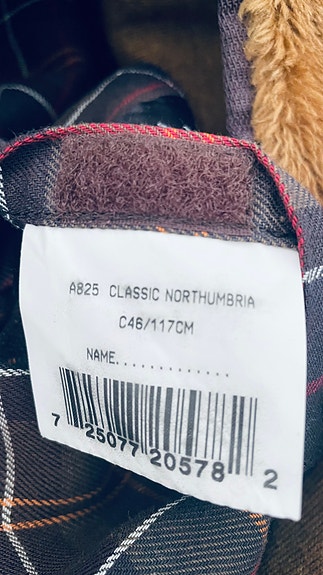 A825 CLASSIC NORTHUMBRIA
C46/117CM
NAME.............
7 25077 20578 2